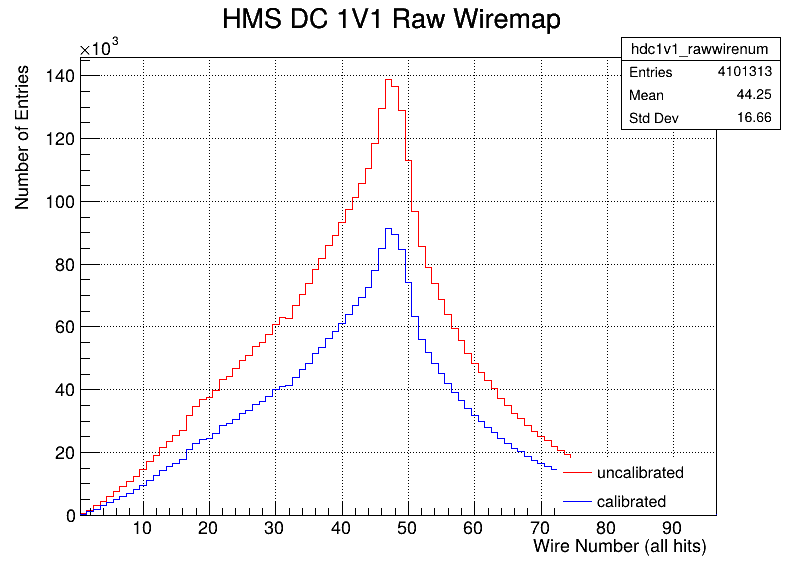 HMS DC 1V1 Raw Wiremap
×10³
hdc1v1_rawwirenum
Entries 4101313
Mean 44.25
Std Dev 16.66
Number of Entries
140
120
100
80
60
40
20
0
uncalibrated
calibrated
10 20 30 40 50 60 70 80 90
Wire Number (all hits)